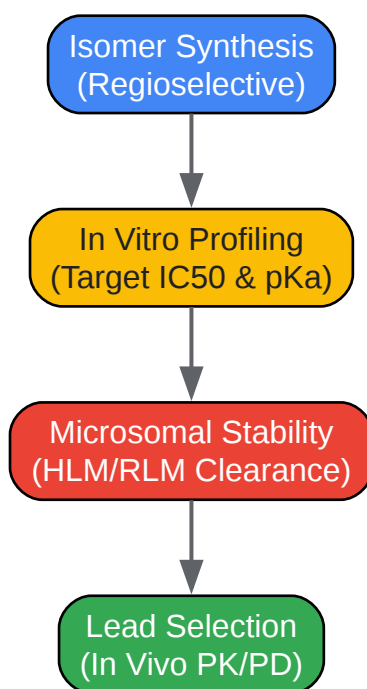 Isomer Synthesis
(Regioselective)
In Vitro Profiling
(Target IC50 & pKa)
Microsomal Stability
(HLM/RLM Clearance)
Lead Selection
(In Vivo PK/PD)